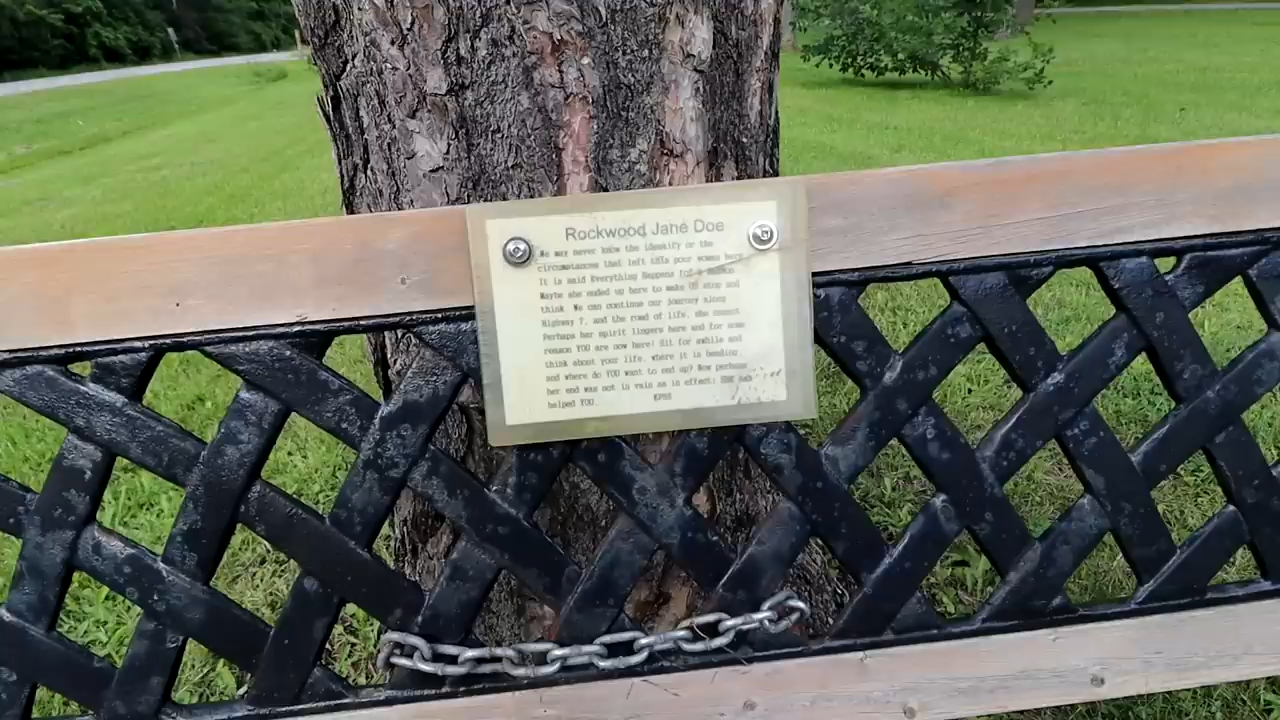 Rockwood Jane Doe
We may never know the identity or the
circumstances that left this poor woman here
It is said Everything Happens for a Reason
Maybe she ended up here to make US stop and
think. We can continue our journey along
Highway 7, and the road of life, she cannot
Perhaps her spirit lingers here and for some
reason YOU are now here! Sit for awhile and
think about your life, where it is heading
and where do YOU want to end up? Now perhaps
her end was not in vain as in effect; SHE has
helped YOU.